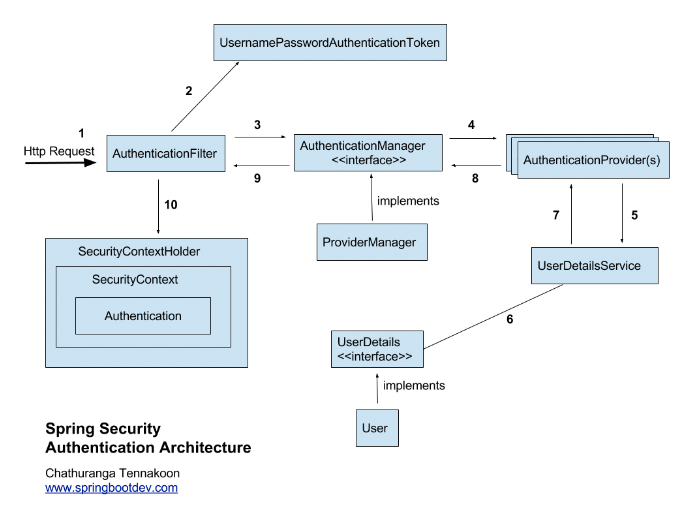 UsernamePasswordAuthenticationToken
2
1
Http Request
AuthenticationFilter
3
9
AuthenticationManager
<<interface>>
4
8
AuthenticationProvider(s)
10
implements
ProviderManager
7
5
UserDetailsService
SecurityContextHolder
SecurityContext
Authentication
6
UserDetails
<<interface>>
implements
User
Spring Security
Authentication Architecture
Chathuranga Tennakoon
www.springbootdev.com